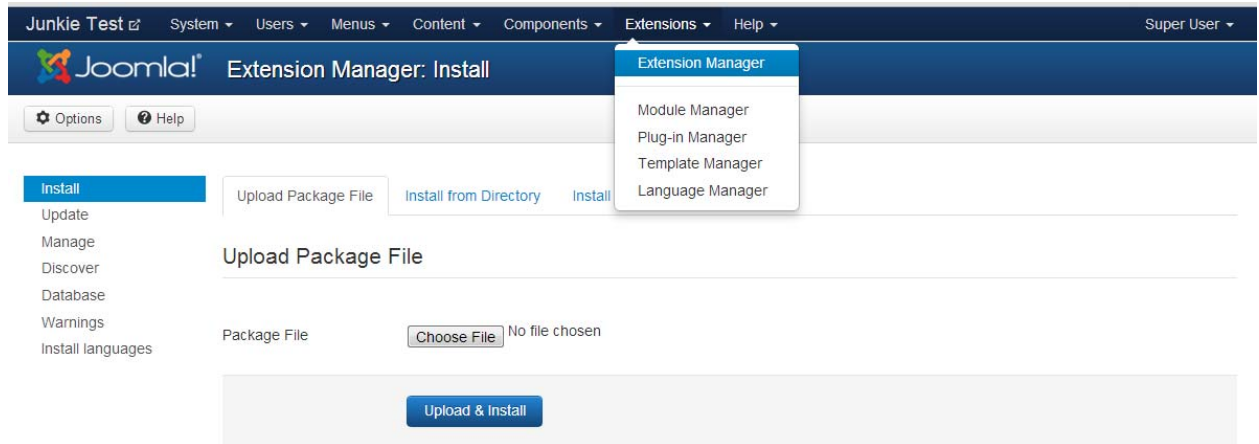 Junkie Test System Users Menus Content Components Extensions Help Super User
Joomla!® Extension Manager: Install
Extension Manager
Options Help
Module Manager
Plug-in Manager
Template Manager
Language Manager
Install
Update
Manage
Discover
Database
Warnings
Install languages
Upload Package File Install from Directory Install
Upload Package File
Package File Choose File No file chosen
Upload & Install